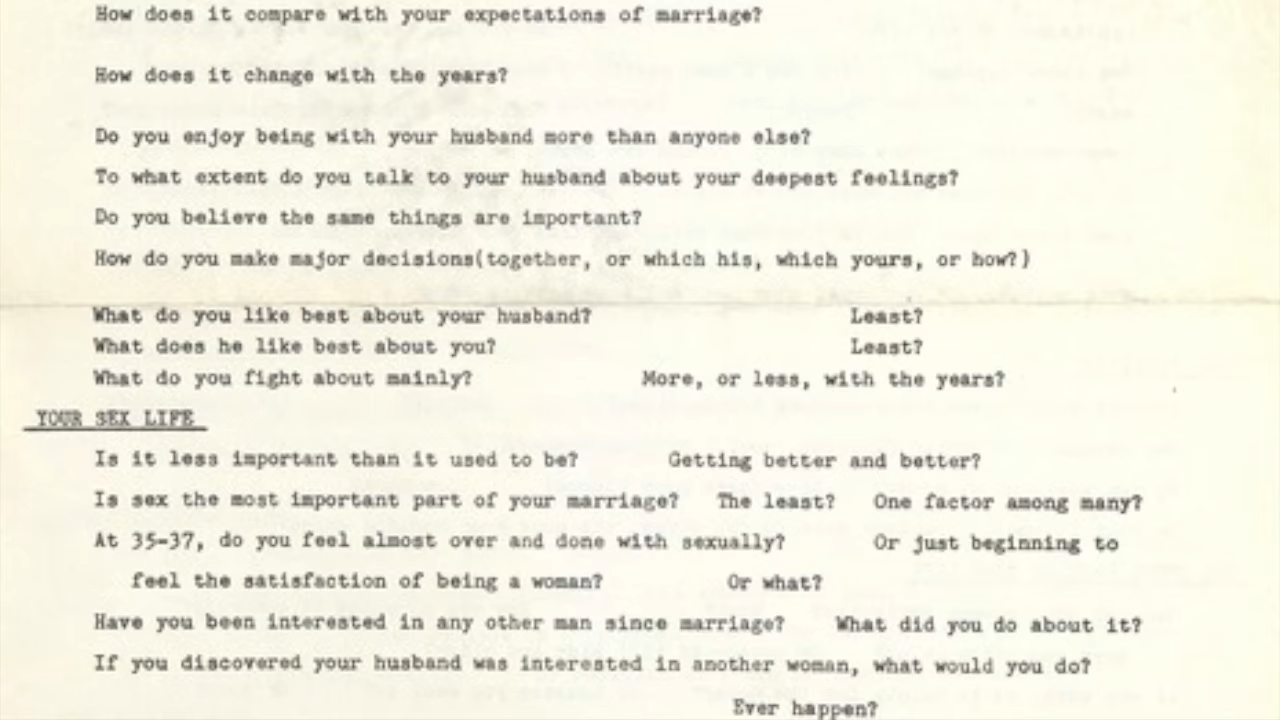 How does it compare with your expectations of marriage?
How does it change with the years?
Do you enjoy being with your husband more than anyone else?
To what extent do you talk to your husband about your deepest feelings?
Do you believe the same things are important?
How do you make major decisions(together, or which his, which yours, or how?)
What do you like best about your husband? Least?
What does he like best about you? Least?
What do you fight about mainly? More, or less, with the years?
YOUR SEX LIFE
Is it less important than it used to be? Getting better and better?
Is sex the most important part of your marriage? The least? One factor among many?
At 35-37, do you feel almost over and done with sexually? Or just beginning to
feel the satisfaction of being a woman? Or what?
Have you been interested in any other man since marriage? What did you do about it?
If you discovered your husband was interested in another woman, what would you do?
Ever happen?